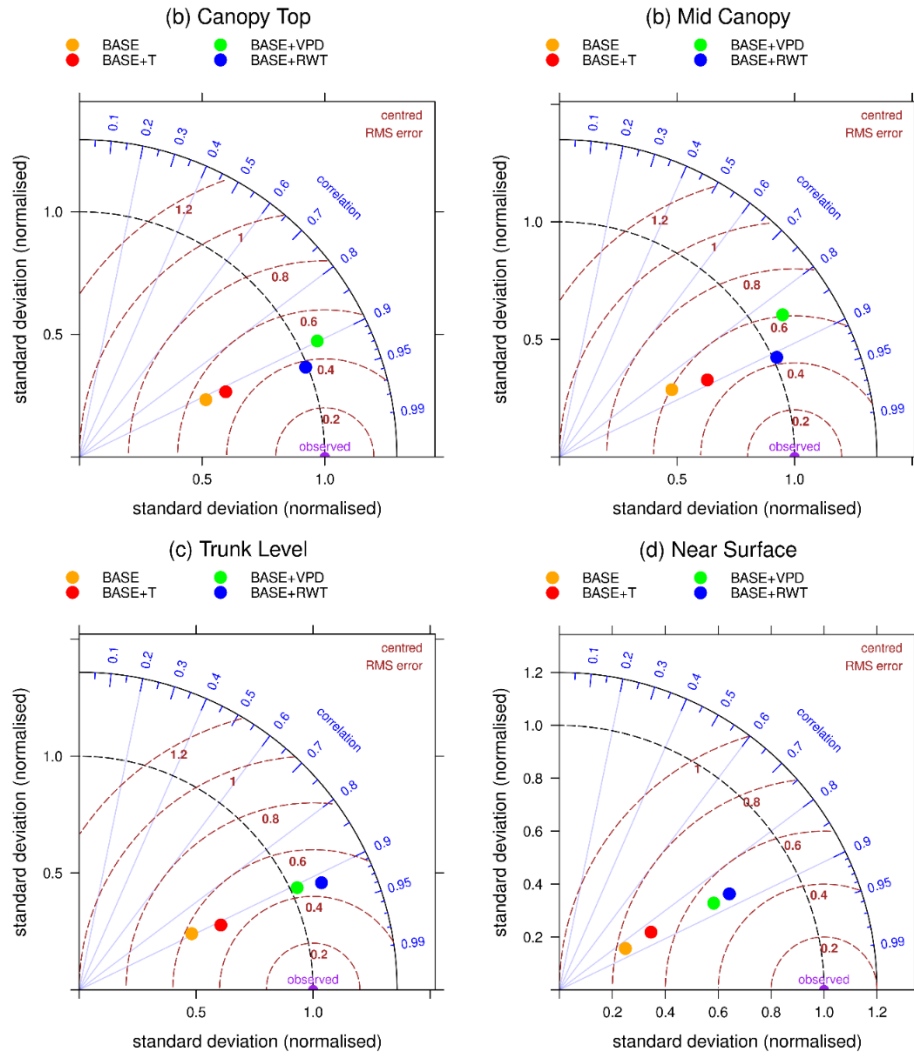 (b) Canopy Top
BASE
BASE+VPD
BASE+T
BASE+RWT
centred
RMS error
0.1
0.2
0.3
0.4
0.5
0.6
0.7
0.8
0.9
0.95
0.99
correlation
1.2
1
0.8
0.6
0.4
0.2
observed
1.0
0.5
standard deviation (normalised)
0.5
1.0
standard deviation (normalised)
(b) Mid Canopy
BASE
BASE+VPD
BASE+T
BASE+RWT
centred
RMS error
0.1
0.2
0.3
0.4
0.5
0.6
0.7
0.8
0.9
0.95
0.99
correlation
1.2
1
0.8
0.6
0.4
0.2
observed
1.0
0.5
standard deviation (normalised)
0.5
1.0
standard deviation (normalised)
(c) Trunk Level
BASE
BASE+VPD
BASE+T
BASE+RWT
centred
RMS error
0.1
0.2
0.3
0.4
0.5
0.6
0.7
0.8
0.9
0.95
0.99
correlation
1.2
1
0.8
0.6
0.4
0.2
observed
1.0
0.5
standard deviation (normalised)
0.5
1.0
standard deviation (normalised)
(d) Near Surface
BASE
BASE+VPD
BASE+T
BASE+RWT
centred
RMS error
0.1
0.2
0.3
0.4
0.5
0.6
0.7
0.8
0.9
0.95
0.99
correlation
1
0.8
0.6
0.4
0.2
observed
1.2
1.0
0.8
0.6
0.4
0.2
standard deviation (normalised)
0.2
0.4
0.6
0.8
1.0
1.2
standard deviation (normalised)